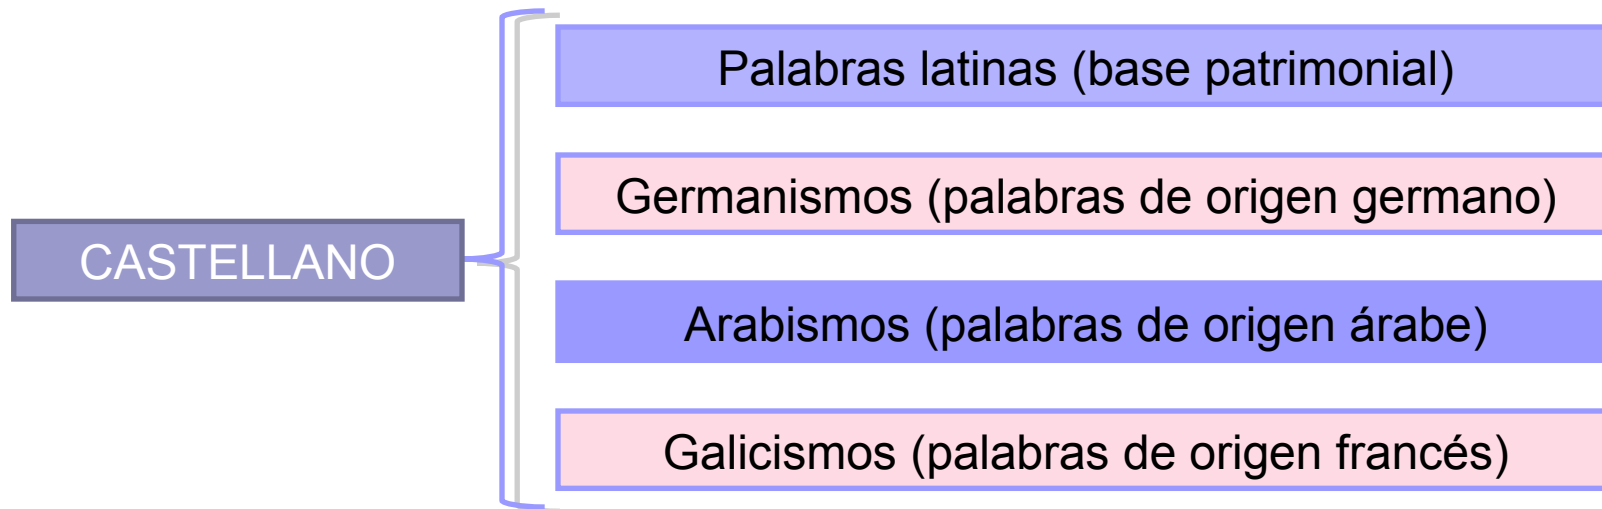 Palabras latinas (base patrimonial)
Germanismos (palabras de origen germano)
CASTELLANO
Arabismos (palabras de origen árabe)
Galicismos (palabras de origen francés)